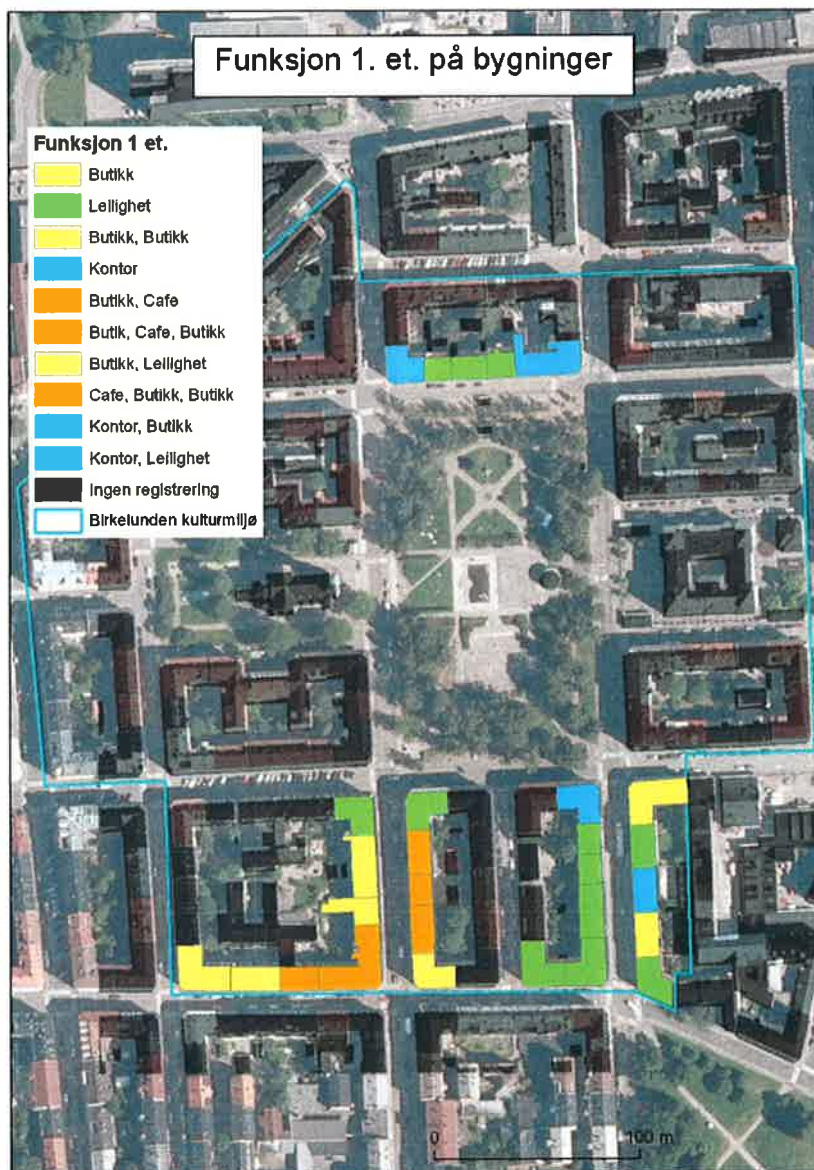 Funksjon 1. et. på bygninger
Funksjon 1 et.
Butikk
Leilighet
Butikk, Butikk
Kontor
Butikk, Cafe
Butik, Cafe, Butikk
Butikk, Leilighet
Cafe, Butikk, Butikk
Kontor, Butikk
Kontor, Leilighet
Ingen registrering
Birkelunden kulturmiljø
0 100 m